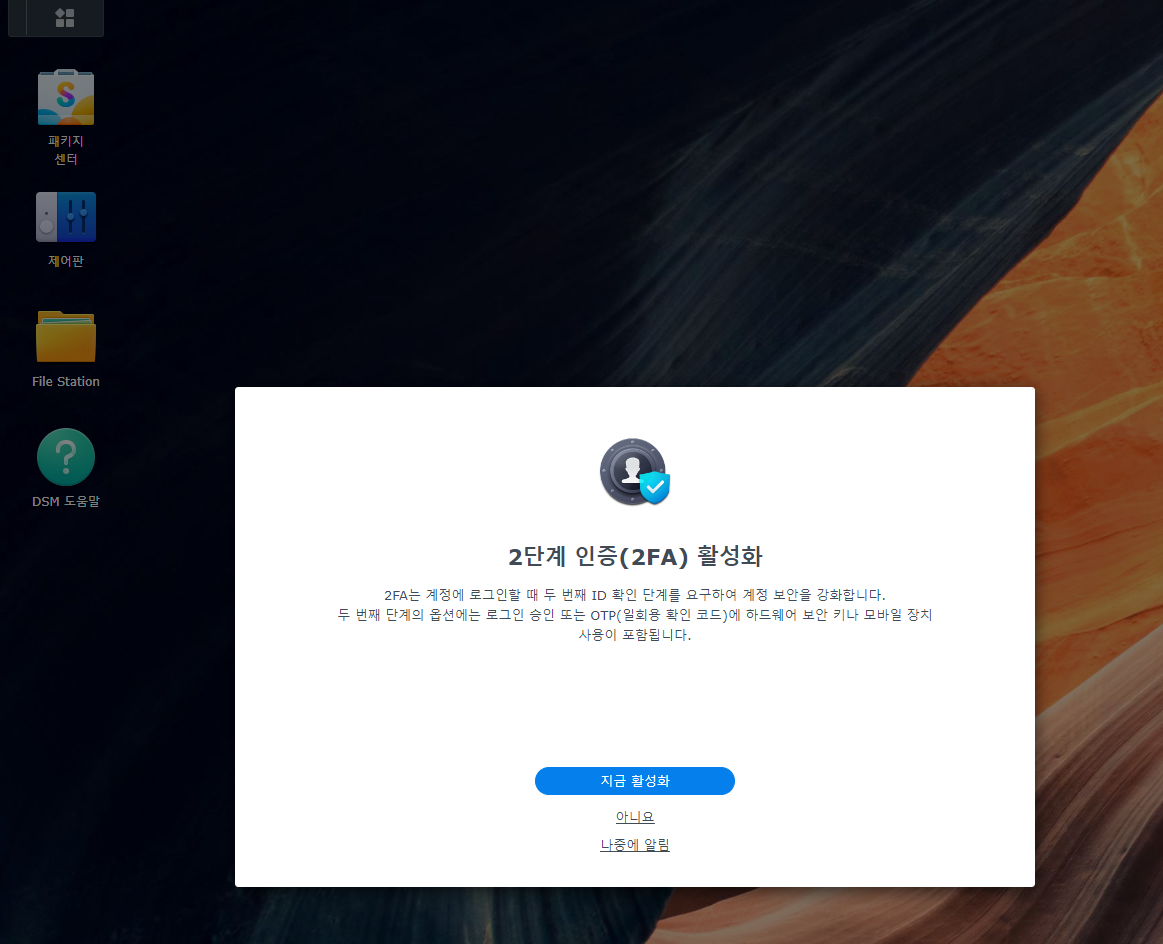 패키지
센터
제어판
File Station
DSM 도움말
2단계 인증(2FA) 활성화
2FA는 계정에 로그인할 때 두 번째 ID 확인 단계를 요구하여 계정 보안을 강화합니다.
두 번째 단계의 옵션에는 로그인 승인 또는 OTP(일회용 확인 코드)에 하드웨어 보안 키나 모바일 장치
사용이 포함됩니다.
지금 활성화
아니요
나중에 알림